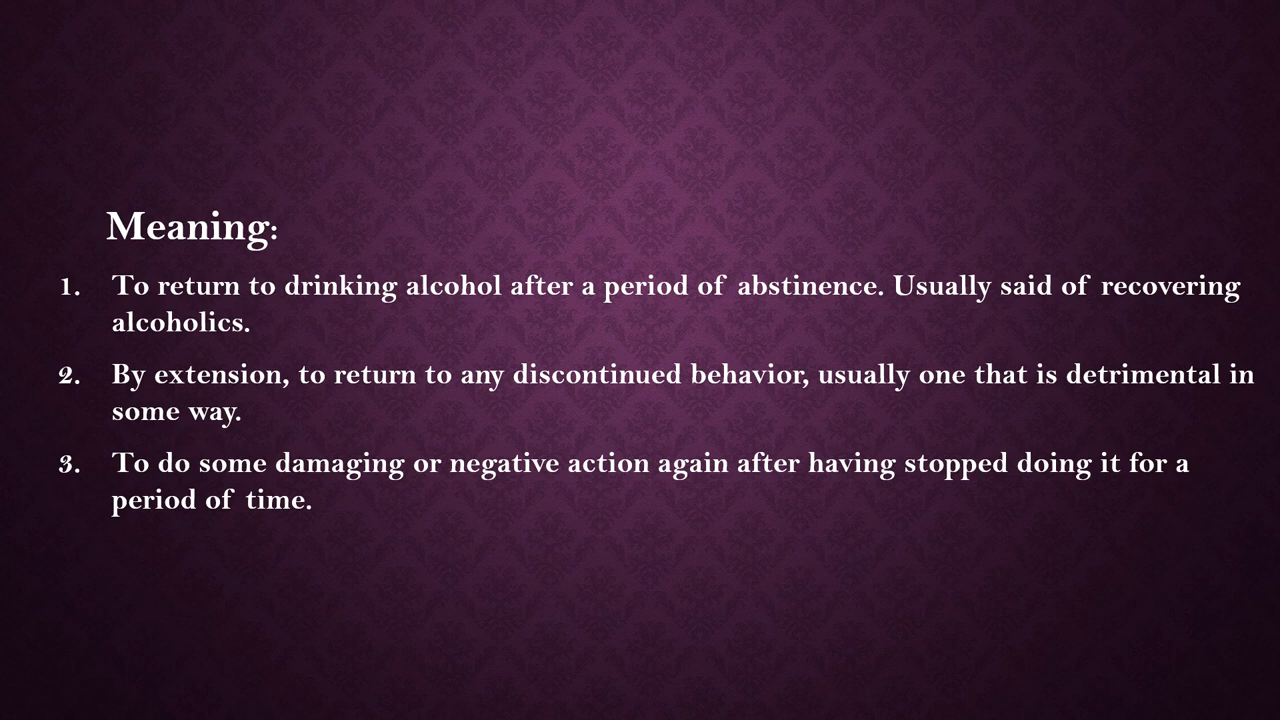 Meaning:
1. To return to drinking alcohol after a period of abstinence. Usually said of recovering
alcoholics.
2. By extension, to return to any discontinued behavior, usually one that is detrimental in
some way.
3. To do some damaging or negative action again after having stopped doing it for a
period of time.